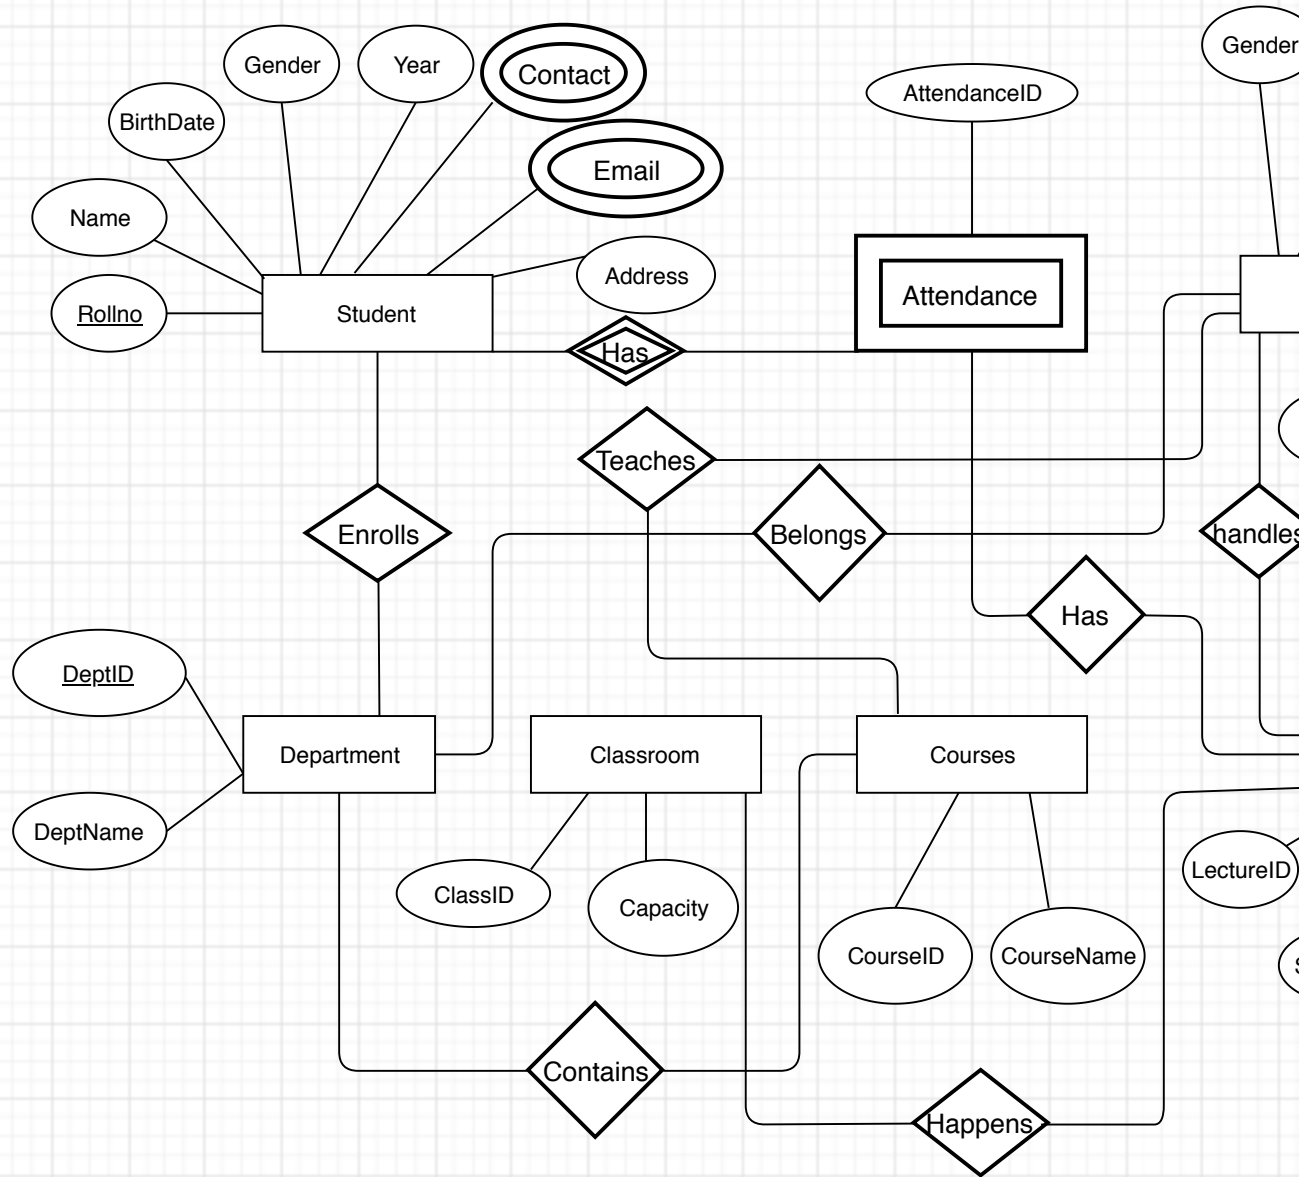 Gender
Year
Contact
Gender
AttendanceID
BirthDate
Email
Name
Address
Attendance
Rollno
Student
Has
Teaches
Enrolls
Belongs
handles
Has
DeptID
Department
Classroom
Courses
DeptName
ClassID
Capacity
LectureID
CourseID
CourseName
Contains
Happens